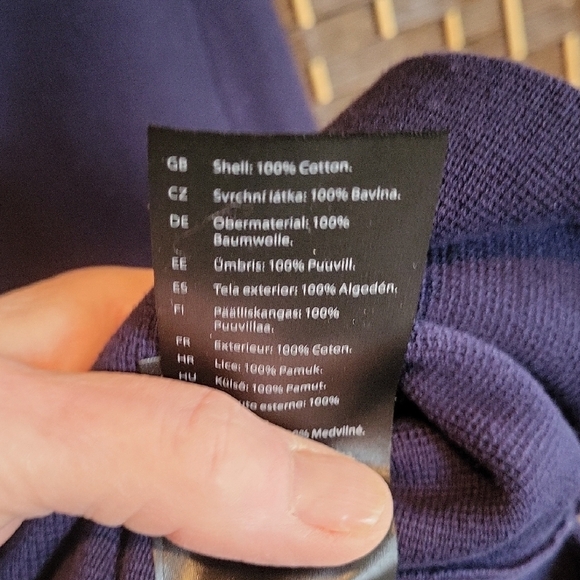 GB Shell: 100% Cotton.
CZ Svrchní látka: 100% Bavlna.
DE Obermaterial: 100%
Baumwolle.
EE Ümbris: 100% Puuvill.
ES Tela exterior: 100% Algodón.
FI Päälliskangas: 100%
Puuvillaa.
FR Exterieur: 100% Coton.
HR Lice: 100% Pamuk.
HU Külső: 100% Pamut.
esterno: 100%
Medvilnė.